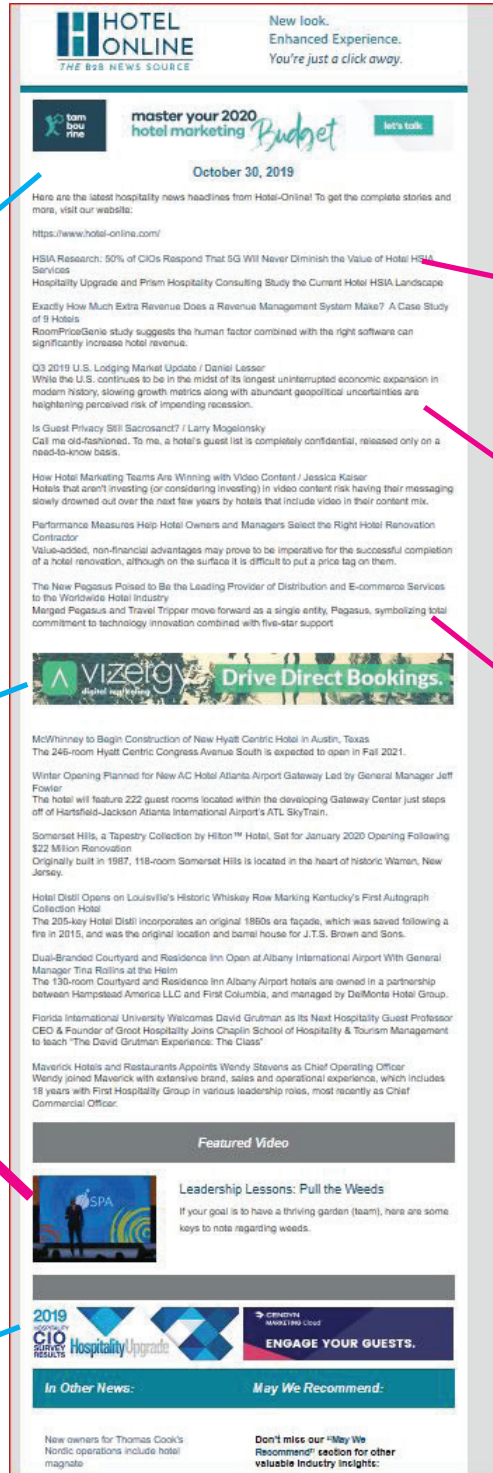 HOTEL
ONLINE
THE B2B NEWS SOURCE
New look.
Enhanced Experience.
You're just a click away.
tam
bou
rine
master your 2020
hotel marketing Budget
let's talk
October 30, 2019
Here are the latest hospitality news headlines from Hotel-Online! To get the complete stories and
more, visit our website:
https://www.hotel-online.com/
HSIA Research: 50% of CIOs Respond That 5G Will Never Diminish the Value of Hotel HSIA
Services
Hospitality Upgrade and Prism Hospitality Consulting Study the Current Hotel HSIA Landscape
Exactly How Much Extra Revenue Does a Revenue Management System Make? A Case Study
of 9 Hotels
RoomPriceGenie study suggests the human factor combined with the right software can
significantly increase hotel revenue.
Q3 2019 U.S. Lodging Market Update / Daniel Lesser
While the U.S. continues to be in the midst of its longest uninterrupted economic expansion in
modern history, slowing growth metrics along with abundant geopolitical uncertainties are
heightening perceived risk of impending recession.
Is Guest Privacy Still Sacrosanct? / Larry Mogelonsky
Call me old-fashioned. To me, a hotel's guest list is completely confidential, released only on a
need-to-know basis.
How Hotel Marketing Teams Are Winning with Video Content / Jessica Kaiser
Hotels that aren't investing (or considering investing) in video content risk having their messaging
slowly drowned out over the next few years by hotels that include video in their content mix.
Performance Measures Help Hotel Owners and Managers Select the Right Hotel Renovation
Contractor
Value-added, non-financial advantages may prove to be imperative for the successful completion
of a hotel renovation, although on the surface it is difficult to put a price tag on them.
The New Pegasus Poised to Be the Leading Provider of Distribution and E-commerce Services
to the Worldwide Hotel Industry
Merged Pegasus and Travel Tripper move forward as a single entity, Pegasus, symbolizing total
commitment to technology innovation combined with five-star support
vizergy
digital marketing
Drive Direct Bookings.
McWhinney to Begin Construction of New Hyatt Centric Hotel in Austin, Texas
The 246-room Hyatt Centric Congress Avenue South is expected to open in Fall 2021.
Winter Opening Planned for New AC Hotel Atlanta Airport Gateway Led by General Manager Jeff
Fowler
The hotel will feature 222 guest rooms located within the developing Gateway Center just steps
off of Hartsfield-Jackson Atlanta International Airport's ATL SkyTrain.
Somerset Hills, a Tapestry Collection by Hilton™ Hotel, Set for January 2020 Opening Following
$22 Million Renovation
Originally built in 1987, 118-room Somerset Hills is located in the heart of historic Warren, New
Jersey.
Hotel Distil Opens on Louisville's Historic Whiskey Row Marking Kentucky's First Autograph
Collection Hotel
The 205-key Hotel Distil incorporates an original 1860s era façade, which was saved following a
fire in 2015, and was the original location and barrel house for J.T.S. Brown and Sons.
Dual-Branded Courtyard and Residence Inn Open at Albany International Airport With General
Manager Tina Rollins at the Helm
The 130-room Courtyard and Residence Inn Albany Airport hotels are owned in a partnership
between Hampstead America LLC and First Columbia, and managed by DelMonte Hotel Group.
Florida International University Welcomes David Grutman as Its Next Hospitality Guest Professor
CEO & Founder of Groot Hospitality Joins Chaplin School of Hospitality & Tourism Management
to teach "The David Grutman Experience: The Class"
Maverick Hotels and Restaurants Appoints Wendy Stevens as Chief Operating Officer
Wendy joined Maverick with extensive brand, sales and operational experience, which includes
18 years with First Hospitality Group in various leadership roles, most recently as Chief
Commercial Officer.
Featured Video
SPA
Leadership Lessons: Pull the Weeds
If your goal is to have a thriving garden (team), here are some
keys to note regarding weeds.
2019
HOSPITALITY
CIO
SURVEY
RESULTS
HospitalityUpgrade
CENDYN
MARKETING Cloud
ENGAGE YOUR GUESTS.
In Other News:
May We Recommend:
New owners for Thomas Cook's
Nordic operations include hotel
magnate
Don't miss our "May We
Recommend" section for other
valuable industry insights: